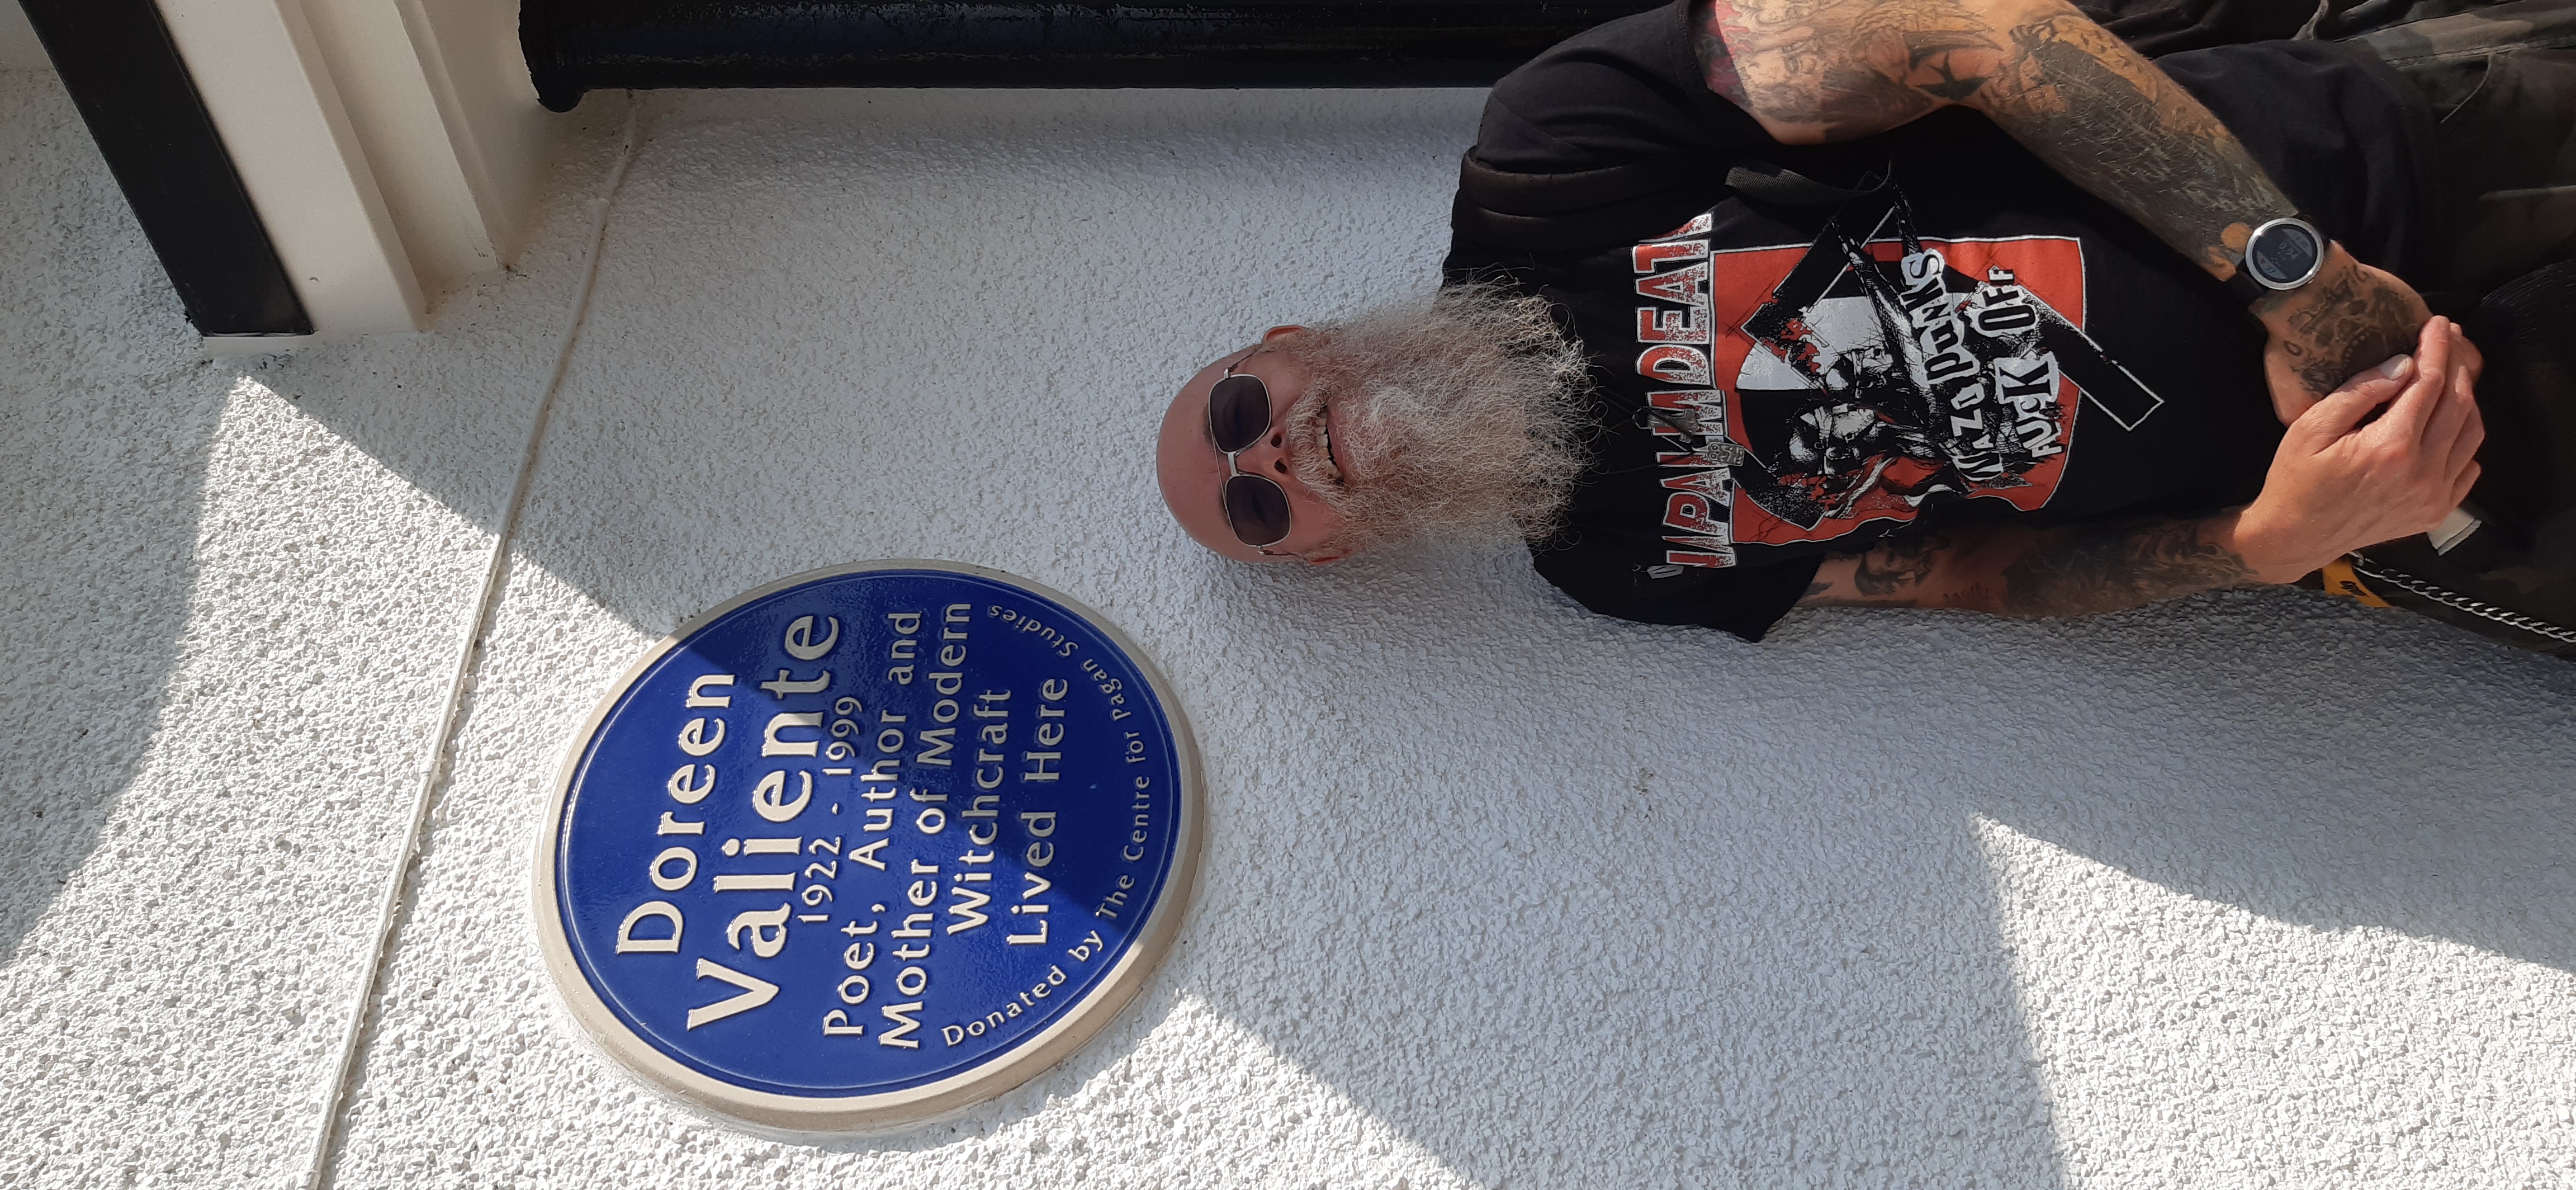 Doreen
Valiente
1922 - 1999
Poet, Author and
Mother of Modern
Witchcraft
Lived Here
Donated by The Centre for Pagan Studies
NAPALM DEATH
NAZI PUNKS
FUCK OFF